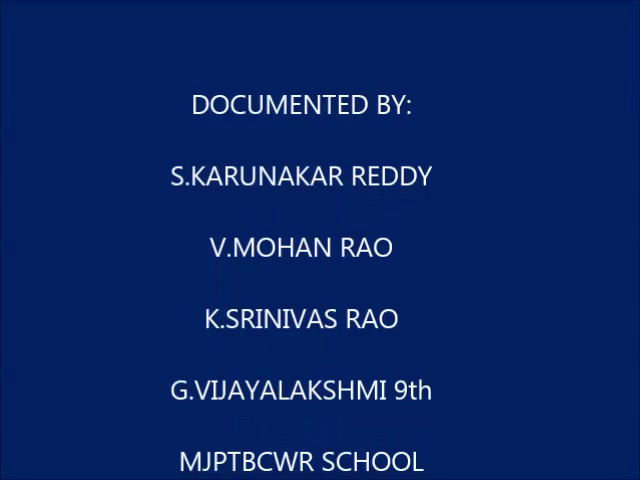 DOCUMENTED BY:
S.KARUNAKAR REDDY
V.MOHAN RAO
K.SRINIVAS RAO
G.VIJAYALAKSHMI 9th
MJPTBCWR SCHOOL